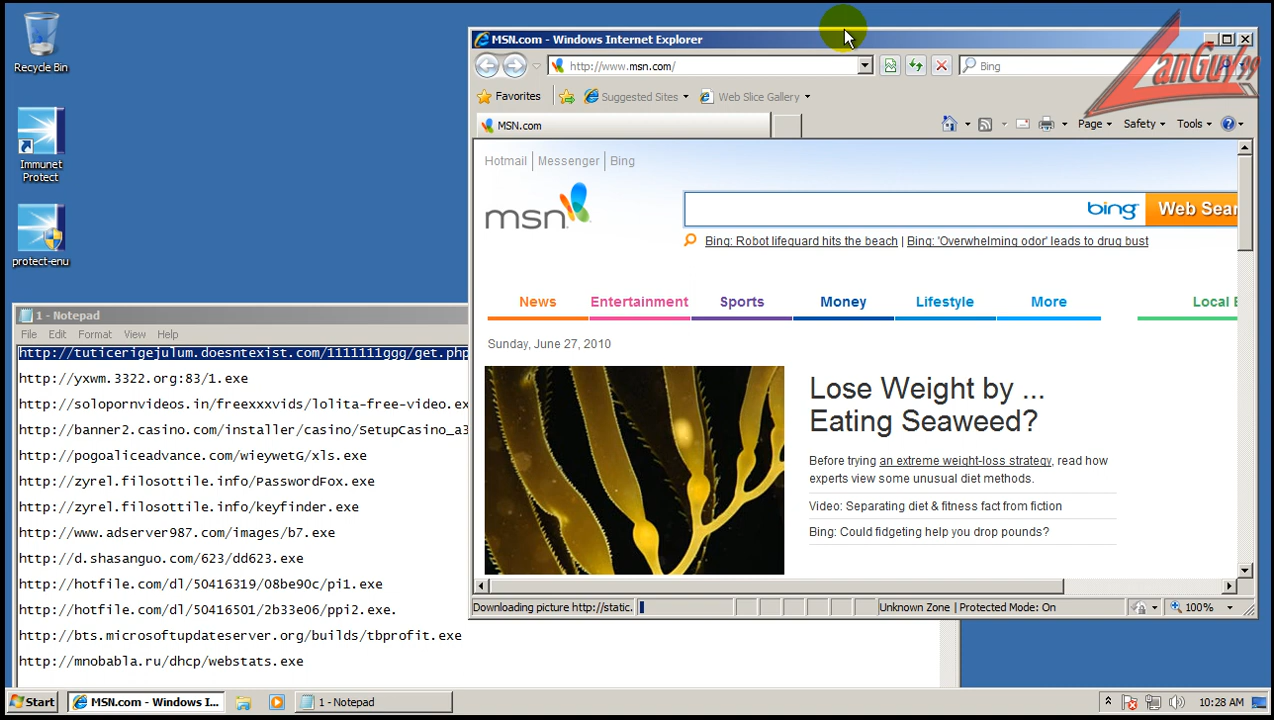 Recycle Bin
Immunet
Protect
protect-enu
MSN.com - Windows Internet Explorer
http://www.msn.com/
Bing
Favorites
Suggested Sites
Web Slice Gallery
MSN.com
Page
Safety
Tools
Hotmail | Messenger | Bing
msn
bing
Web Sear
Bing: Robot lifeguard hits the beach | Bing: 'Overwhelming odor' leads to drug bust
News Entertainment Sports Money Lifestyle More Local
Sunday, June 27, 2010
Lose Weight by ...
Eating Seaweed?
Before trying an extreme weight-loss strategy, read how
experts view some unusual diet methods.
Video: Separating diet & fitness fact from fiction
Bing: Could fidgeting help you drop pounds?
Downloading picture http://static.
Unknown Zone | Protected Mode: On
100%
LanGuy99
1 - Notepad
File Edit Format View Help
http://tuticerigejulum.doesntexist.com/1111111ggg/get.php
http://yxwm.3322.org:83/1.exe
http://solopornvideos.in/freexxxvids/lolita-free-video.ex
http://banner2.casino.com/installer/casino/SetupCasino_a3
http://pogoaliceadvance.com/wieywetG/xls.exe
http://zyrel.filosottile.info/PasswordFox.exe
http://zyrel.filosottile.info/keyfinder.exe
http://www.adserver987.com/images/b7.exe
http://d.shasanguo.com/623/dd623.exe
http://hotfile.com/dl/50416319/08be90c/pi1.exe
http://hotfile.com/dl/50416501/2b33e06/ppi2.exe.
http://bts.microsoftupdateserver.org/builds/tbprofit.exe
http://mnobabla.ru/dhcp/webstats.exe
Start
MSN.com - Windows I...
1 - Notepad
10:28 AM